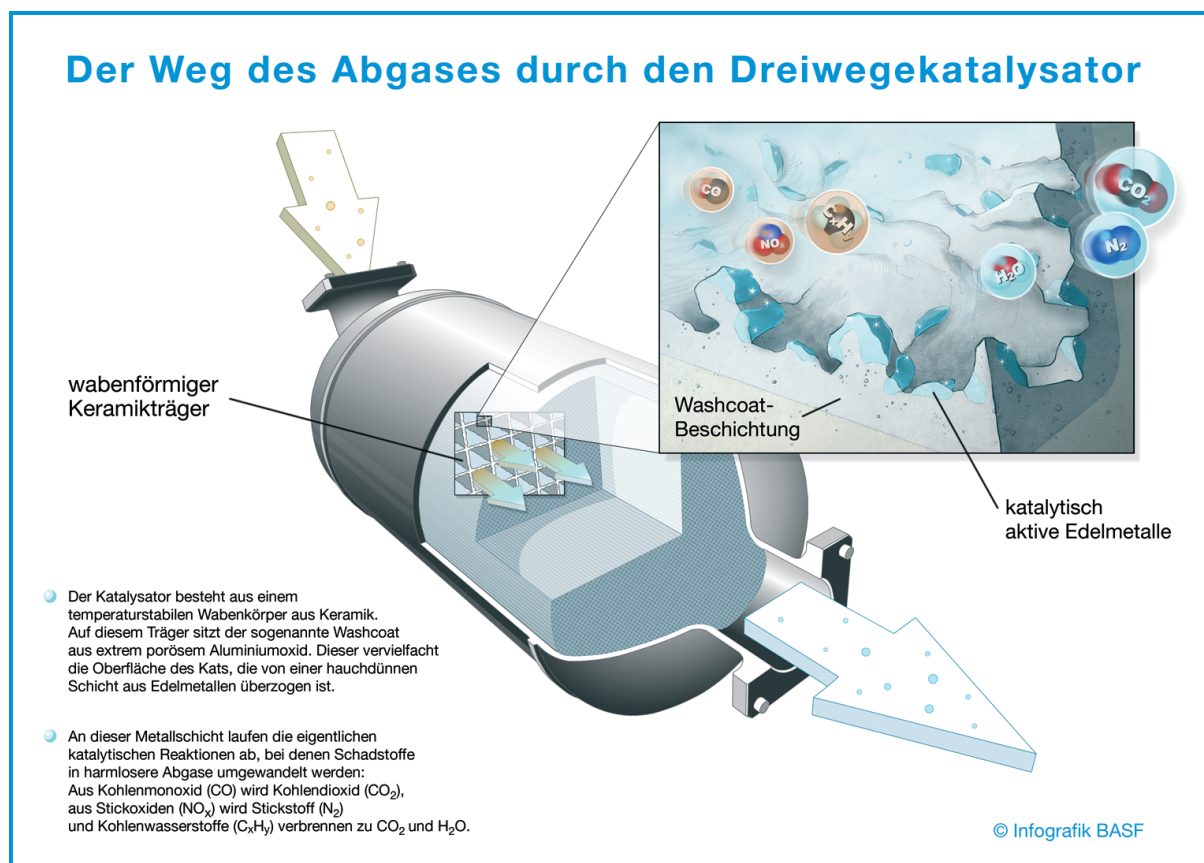 Der Weg des Abgases durch den Dreiwegekatalysator
CO
NOx
CxHy
H2O
CO2
N2
wabenförmiger
Keramikträger
Washcoat-
Beschichtung
katalytisch
aktive Edelmetalle
Der Katalysator besteht aus einem
temperaturstabilen Wabenkörper aus Keramik.
Auf diesem Träger sitzt der sogenannte Washcoat
aus extrem porösem Aluminiumoxid. Dieser vervielfacht
die Oberfläche des Kats, die von einer hauchdünnen
Schicht aus Edelmetallen überzogen ist.
An dieser Metallschicht laufen die eigentlichen
katalytischen Reaktionen ab, bei denen Schadstoffe
in harmlosere Abgase umgewandelt werden:
Aus Kohlenmonoxid (CO) wird Kohlendioxid (CO₂),
aus Stickoxiden (NOX) wird Stickstoff (N₂)
und Kohlenwasserstoffe (CxHy) verbrennen zu CO₂ und H₂O.
© Infografik BASF